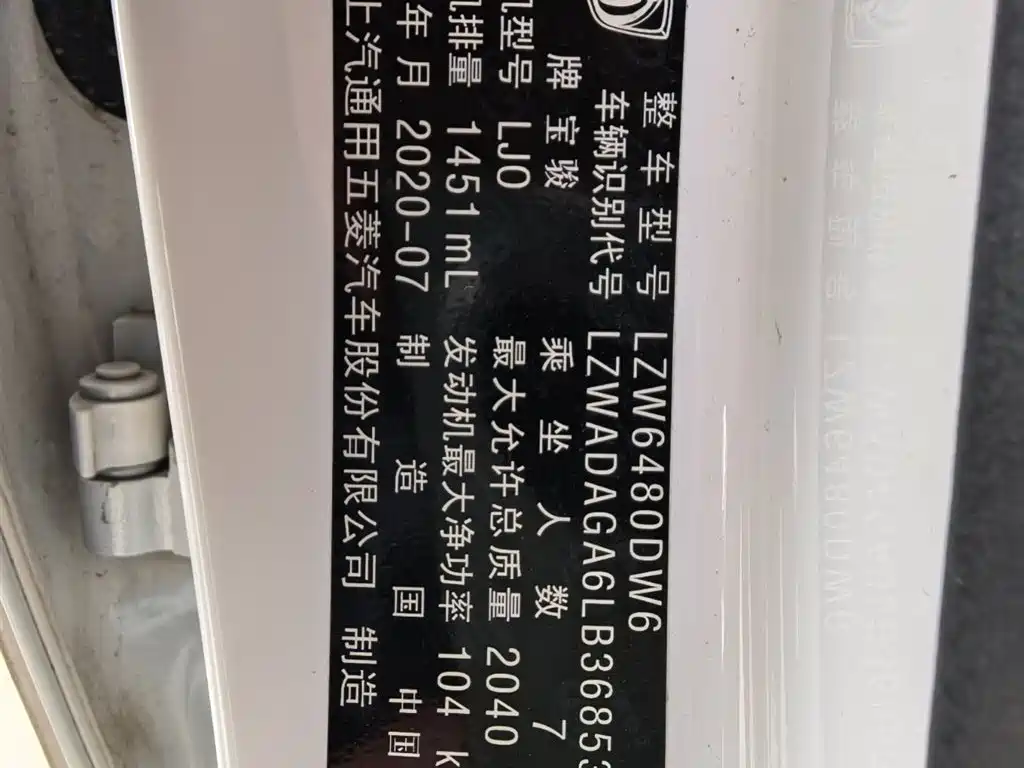 整车型号 LZW6480DW6
车辆识别代号 LZWADAGA6LB36853
牌 宝骏 乘坐人数 7
机型号 LJO 最大允许总质量 2040
机排量 1451mL 发动机最大净功率 104 k
年月 2020-07 制造国 中国
上汽通用五菱汽车股份有限公司 制造